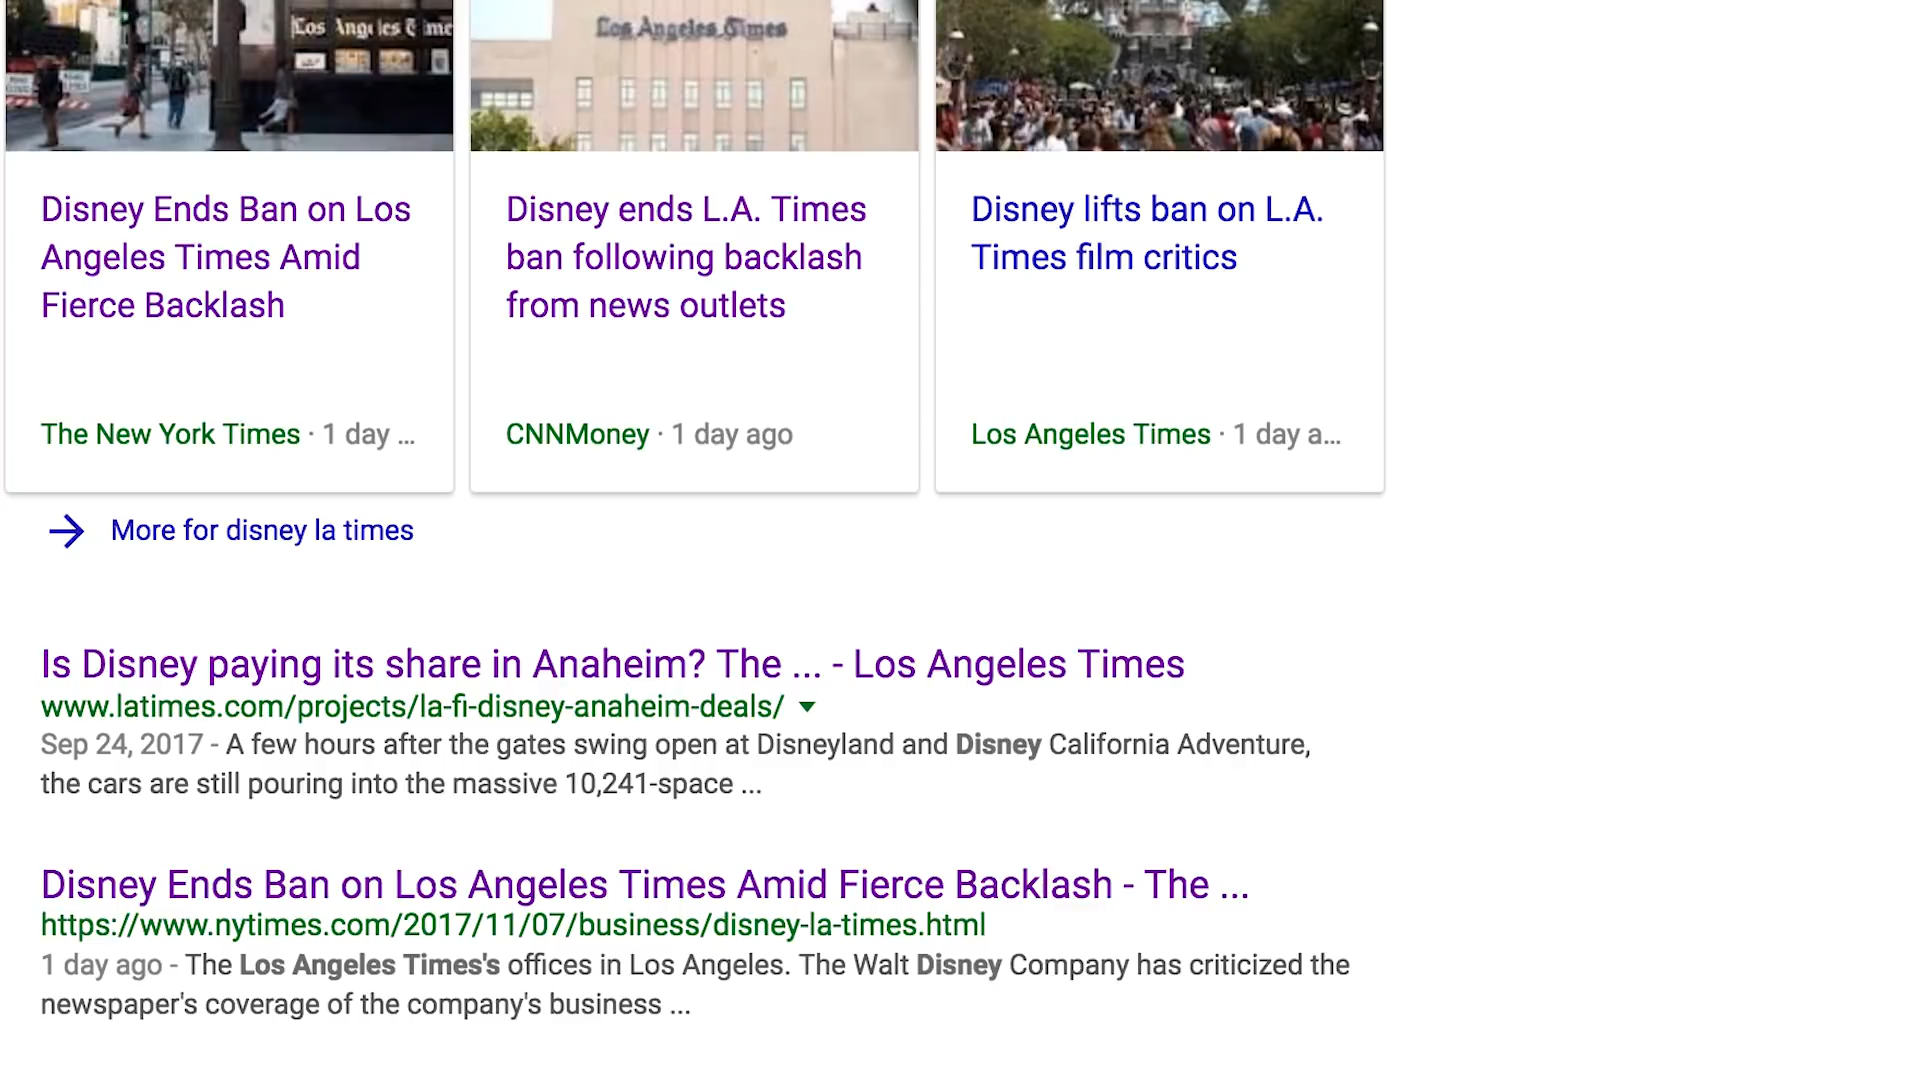 Los Angeles Times
Los Angeles Times
Disney Ends Ban on Los
Angeles Times Amid
Fierce Backlash
The New York Times · 1 day ...
Disney ends L.A. Times
ban following backlash
from news outlets
CNNMoney · 1 day ago
Disney lifts ban on L.A.
Times film critics
Los Angeles Times · 1 day a...
More for disney la times
Is Disney paying its share in Anaheim? The ... - Los Angeles Times
www.latimes.com/projects/la-fi-disney-anaheim-deals/
Sep 24, 2017 - A few hours after the gates swing open at Disneyland and Disney California Adventure,
the cars are still pouring into the massive 10,241-space ...
Disney Ends Ban on Los Angeles Times Amid Fierce Backlash - The ...
https://www.nytimes.com/2017/11/07/business/disney-la-times.html
1 day ago - The Los Angeles Times's offices in Los Angeles. The Walt Disney Company has criticized the
newspaper's coverage of the company's business ...